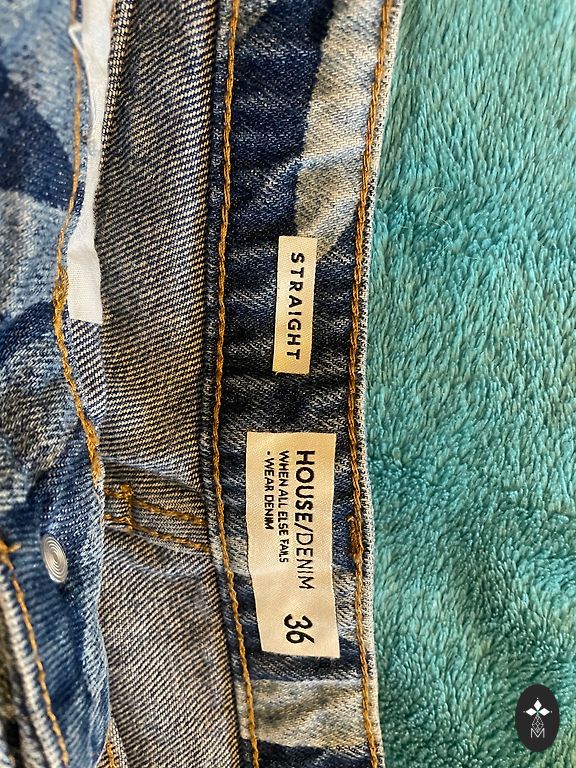 STRAIGHT
HOUSE/DENIM
WHEN ALL ELSE FAILS
-WEAR DENIM
36
M